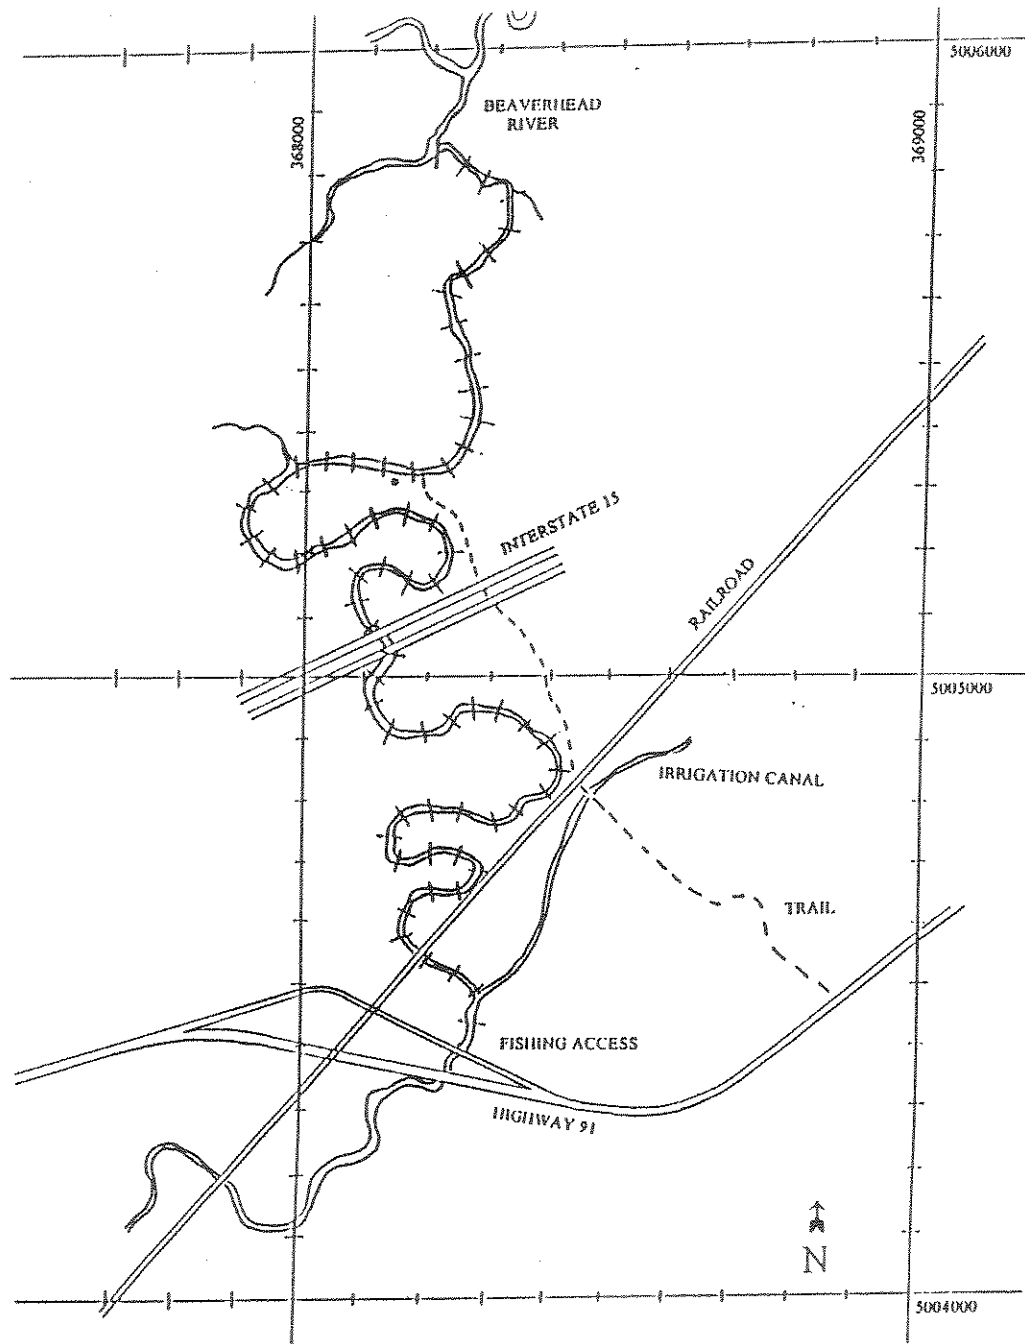 5006000
BEAVERHEAD
RIVER
368000
369000
INTERSTATE 15
RAILROAD
5005000
IRRIGATION CANAL
TRAIL
FISHING ACCESS
HIGHWAY 91
N
5004000